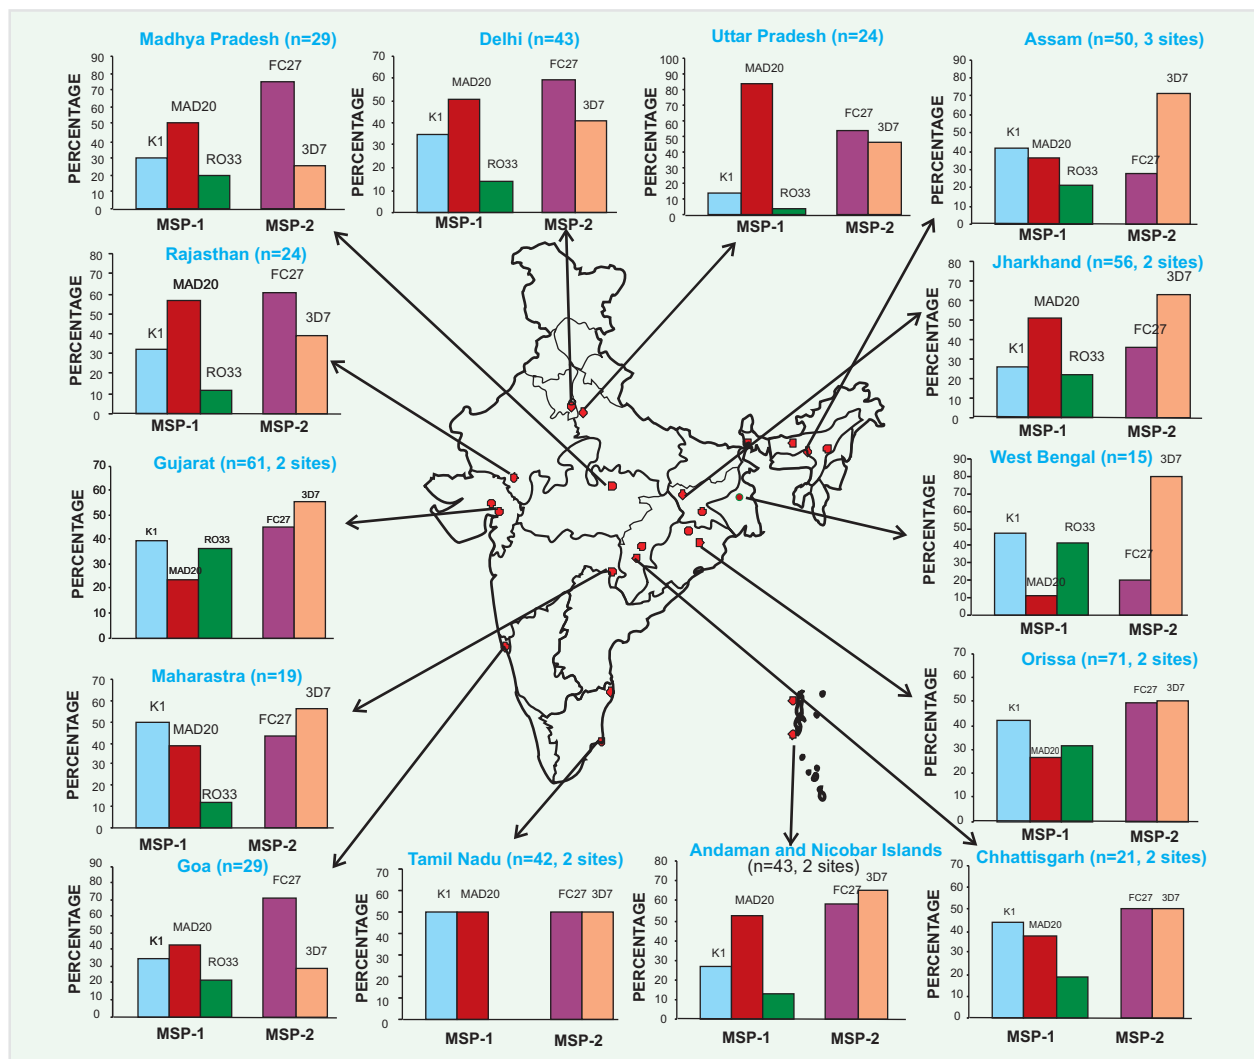 Madhya Pradesh (n=29)
PERCENTAGE
90
80
70
60
50
40
30
20
10
0
K1
MAD20
RO33
FC27
3D7
MSP-1
MSP-2
Delhi (n=43)
PERCENTAGE
70
60
50
40
30
20
10
0
K1
MAD20
RO33
FC27
3D7
MSP-1
MSP-2
Uttar Pradesh (n=24)
PERCENTAGE
100
90
80
70
60
50
40
30
20
10
0
K1
MAD20
RO33
FC27
3D7
MSP-1
MSP-2
Assam (n=50, 3 sites)
PERCENTAGE
90
80
70
60
50
40
30
20
10
0
K1
MAD20
RO33
FC27
3D7
MSP-1
MSP-2
Rajasthan (n=24)
PERCENTAGE
80
70
60
50
40
30
20
10
0
K1
MAD20
RO33
FC27
3D7
MSP-1
MSP-2
Jharkhand (n=56, 2 sites)
PERCENTAGE
80
70
60
50
40
30
20
10
0
K1
MAD20
RO33
FC27
3D7
MSP-1
MSP-2
Gujarat (n=61, 2 sites)
PERCENTAGE
70
60
50
40
30
20
10
0
K1
MAD20
RO33
FC27
3D7
MSP-1
MSP-2
West Bengal (n=15)
PERCENTAGE
90
80
70
60
50
40
30
20
10
0
K1
MAD20
RO33
FC27
3D7
MSP-1
MSP-2
Maharastra (n=19)
PERCENTAGE
70
60
50
40
30
20
10
0
K1
MAD20
RO33
FC27
3D7
MSP-1
MSP-2
Orissa (n=71, 2 sites)
PERCENTAGE
70
60
50
40
30
20
10
0
K1
MAD20
FC27
3D7
MSP-1
MSP-2
Goa (n=29)
PERCENTAGE
90
80
70
60
50
40
30
20
10
0
K1
MAD20
RO33
FC27
3D7
MSP-1
MSP-2
Tamil Nadu (n=42, 2 sites)
PERCENTAGE
70
60
50
40
30
20
10
0
K1
MAD20
FC27
3D7
MSP-1
MSP-2
Andaman and Nicobar Islands
(n=43, 2 sites)
PERCENTAGE
80
70
60
50
40
30
20
10
0
K1
MAD20
FC27
3D7
MSP-1
MSP-2
Chhattisgarh (n=21, 2 sites)
PERCENTAGE
70
60
50
40
30
20
10
0
K1
MAD20
FC27
3D7
MSP-1
MSP-2